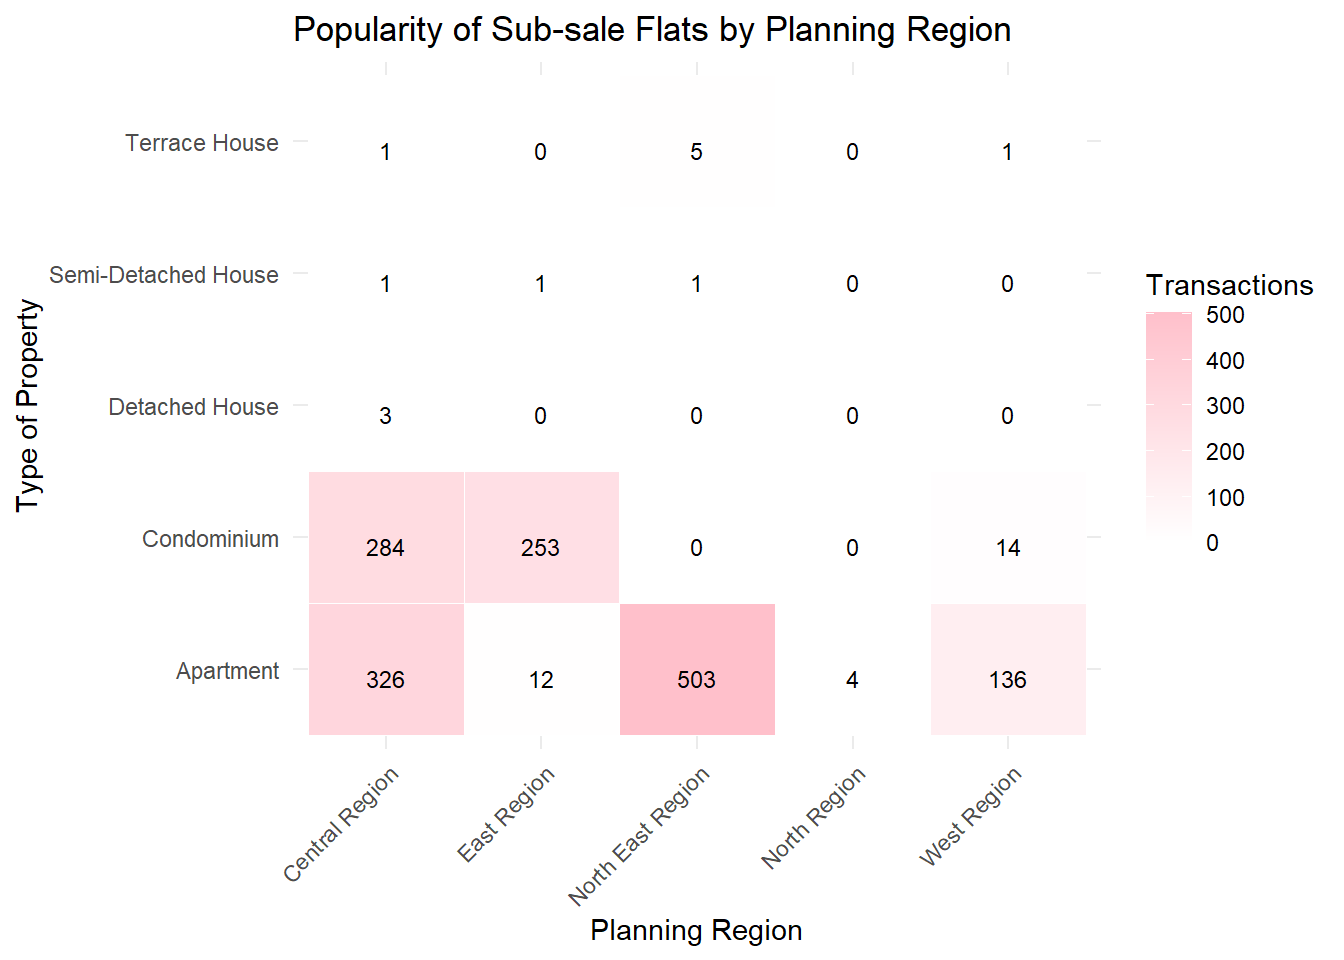 Popularity of Sub-sale Flats by Planning Region
Type of Property
Terrace House 1 0 5 0 1
Semi-Detached House 1 1 1 0 0
Detached House 3 0 0 0 0
Condominium 284 253 0 0 14
Apartment 326 12 503 4 136
Central Region
East Region
North East Region
North Region
West Region
Planning Region
Transactions
500
400
300
200
100
0